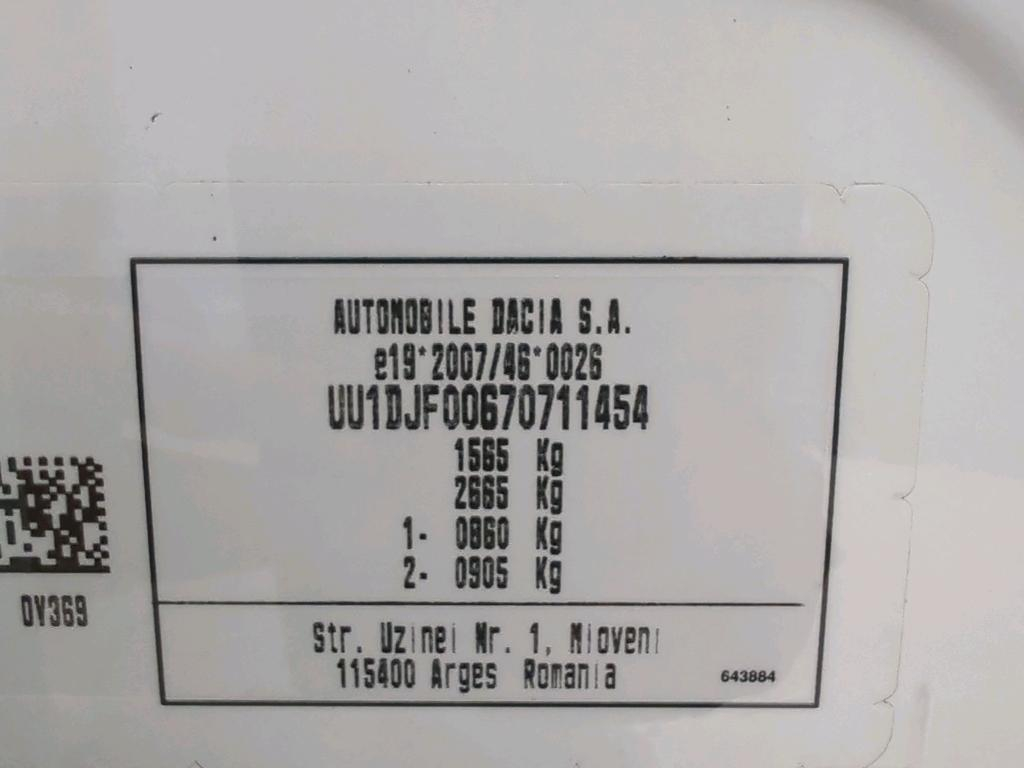 AUTOMOBILE DACIA S.A.
e19*2007/46*0026
UU1DJF00670711454
1565 Kg
2665 Kg
1- 0860 Kg
2- 0905 Kg
DV369
Str. Uzinei Nr. 1, Mioveni
115400 Arges Romania
643884